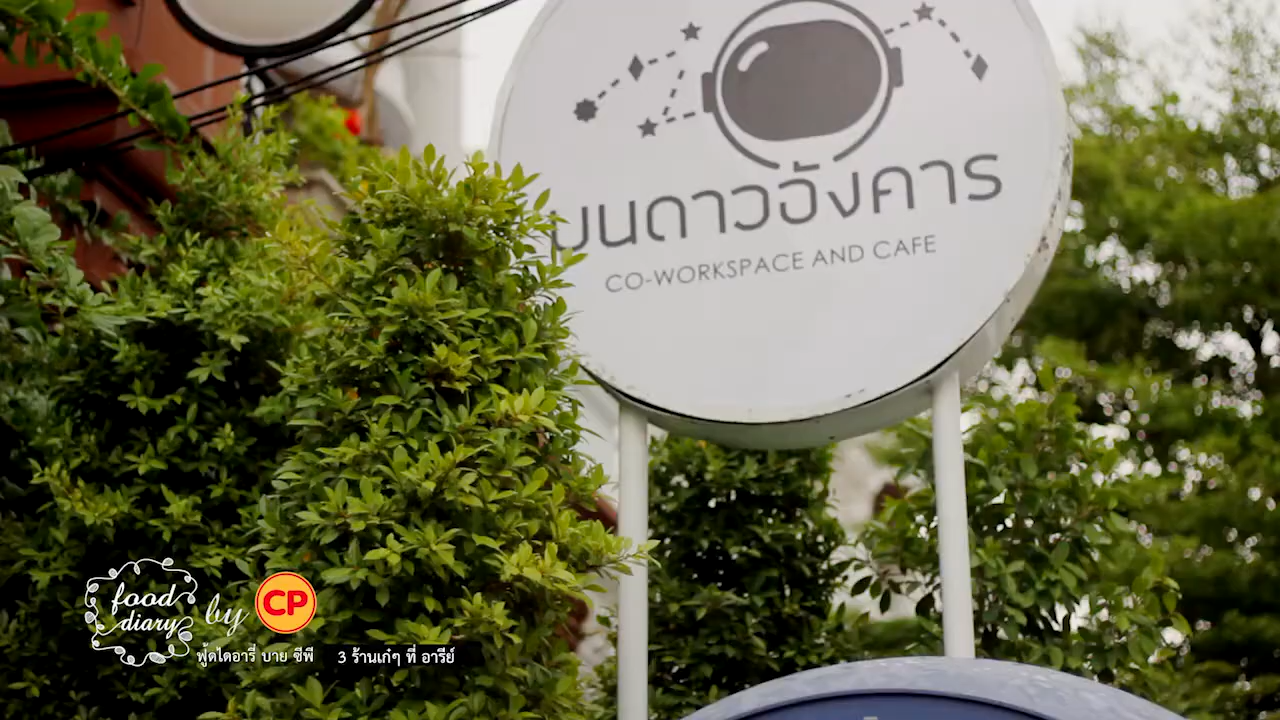 บนดาวอังคาร
CO-WORKSPACE AND CAFE
food
diary
by
CP
ฟู้ดไดอารี่ บาย ซีพี
3 ร้านเก๋ๆ ที่ อารีย์